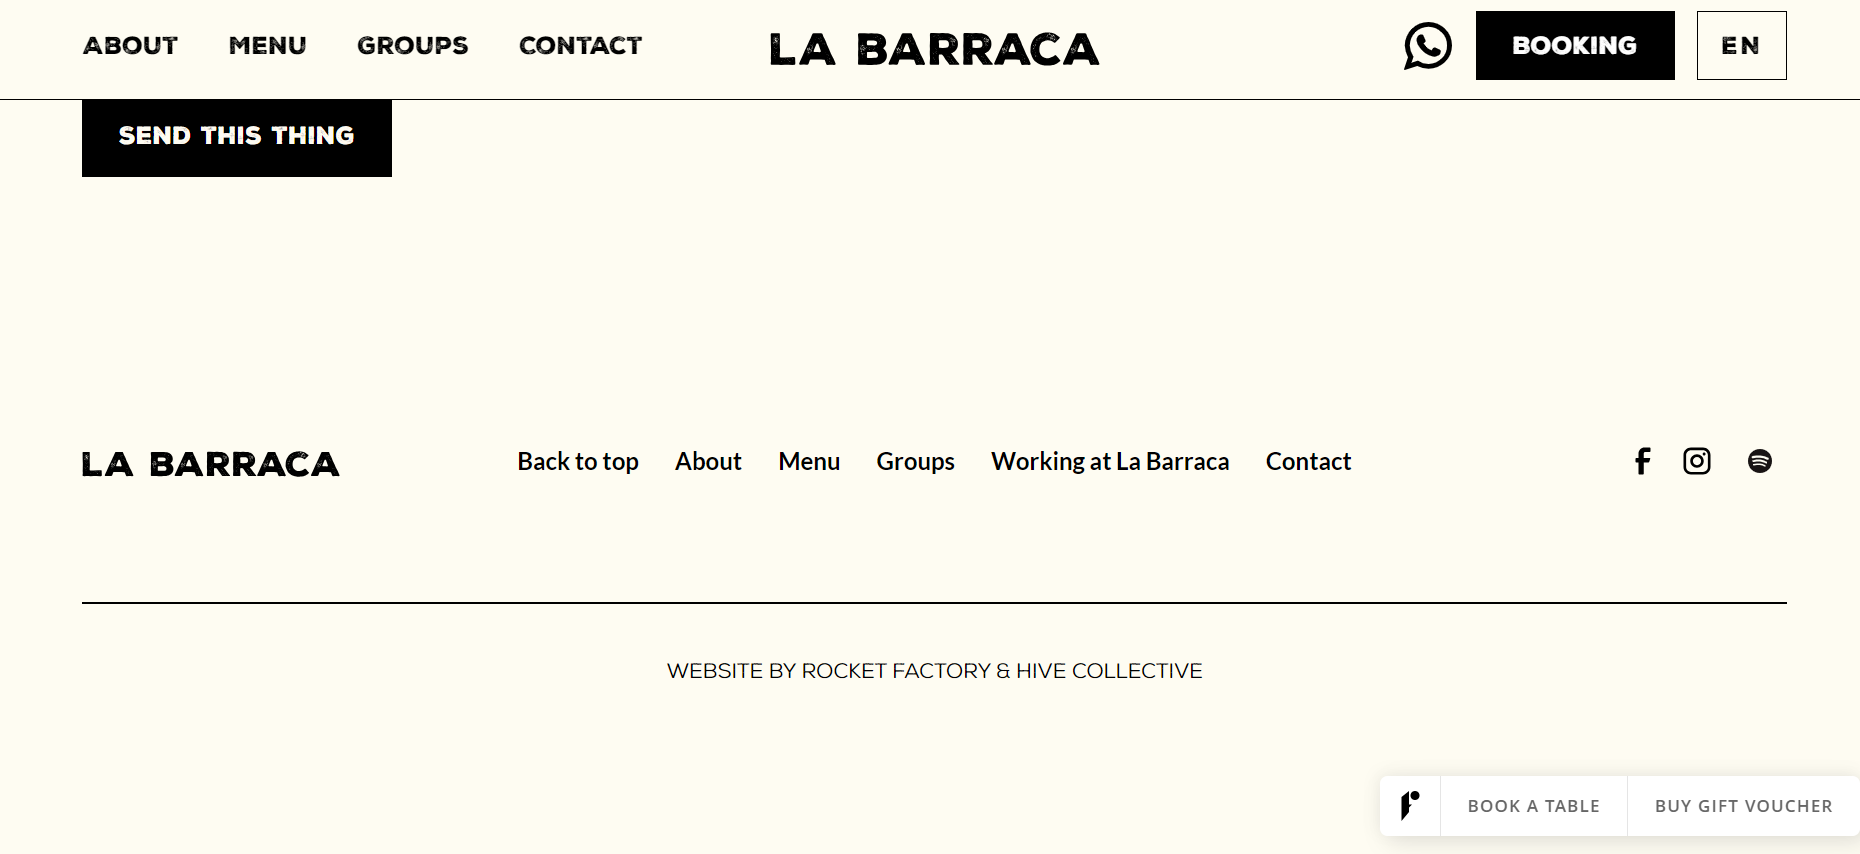 ABOUT MENU GROUPS CONTACT LA BARRACA BOOKING EN
SEND THIS THING
LA BARRACA Back to top About Menu Groups Working at La Barraca Contact
WEBSITE BY ROCKET FACTORY & HIVE COLLECTIVE
BOOK A TABLE BUY GIFT VOUCHER